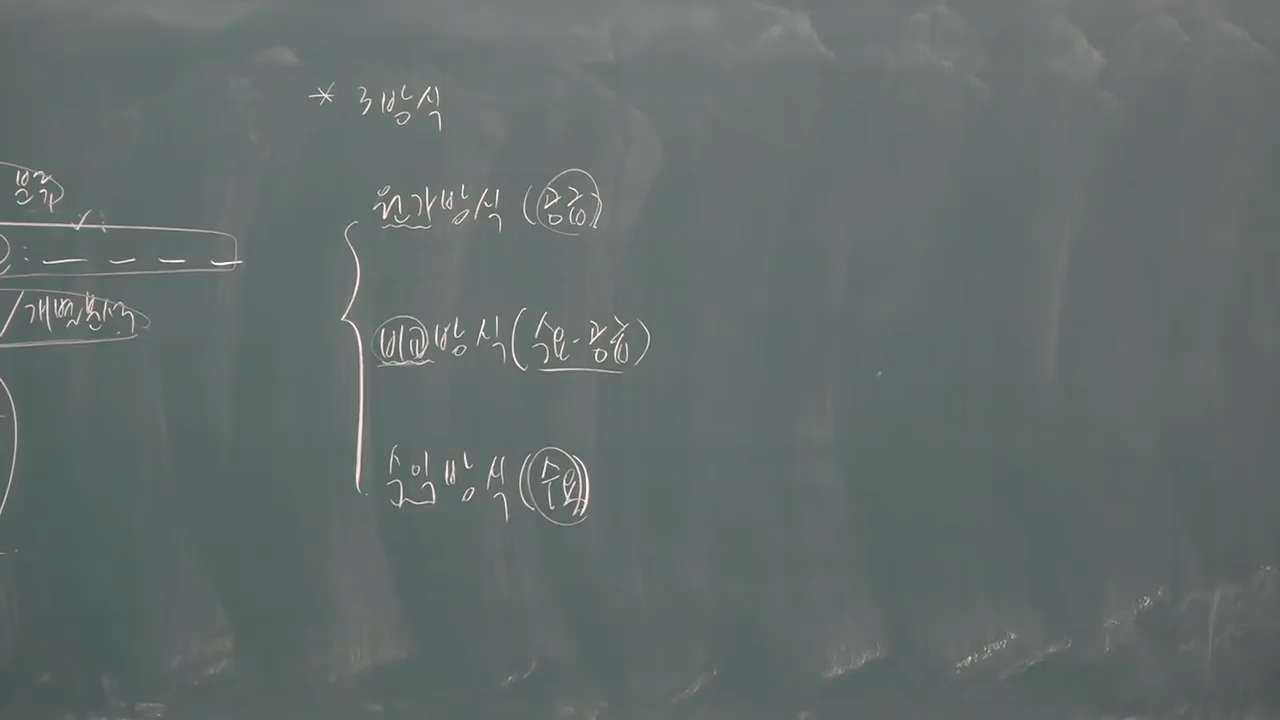 * 3방식
원가방식 (공급)
비교방식 (수요·공급)
수익방식 (수요)
/개별분석